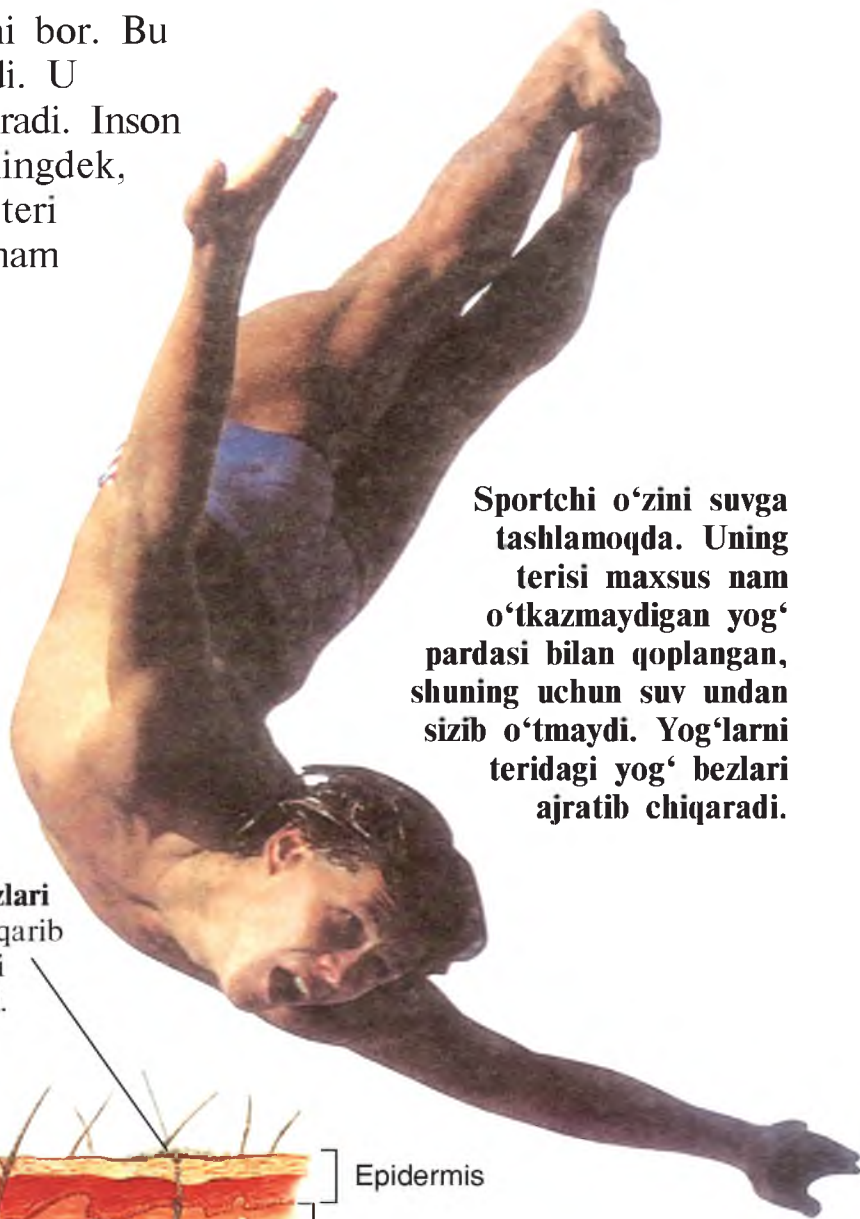 bor. Bu
U
Inson
teri
Sportchi o‘zini suvga
tashlamoqda. Uning
terisi maxsus nam
o‘tkazmaydigan yog‘
pardasi bilan qoplangan,
shuning uchun suv undan
sizib o‘tmaydi. Yog‘larni
teridagi yog‘ bezlari
ajratib chiqaradi.
Epidermis